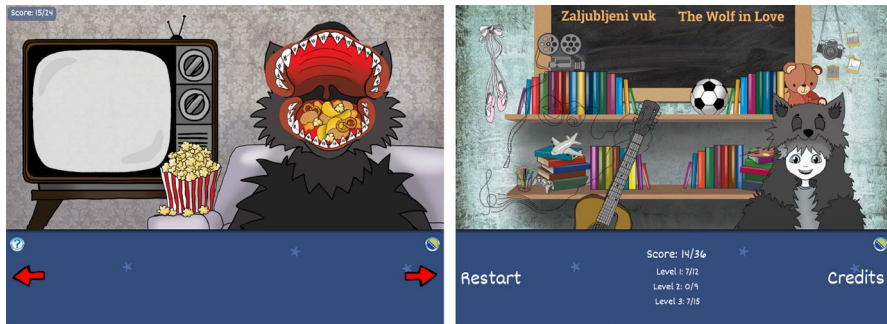 Score: 15/24
Zaljubljeni vuk The Wolf in Love
Score: 14/36
Level 1: 7/12
Level 2: 0/9
Level 3: 7/15
Restart
Credits
?